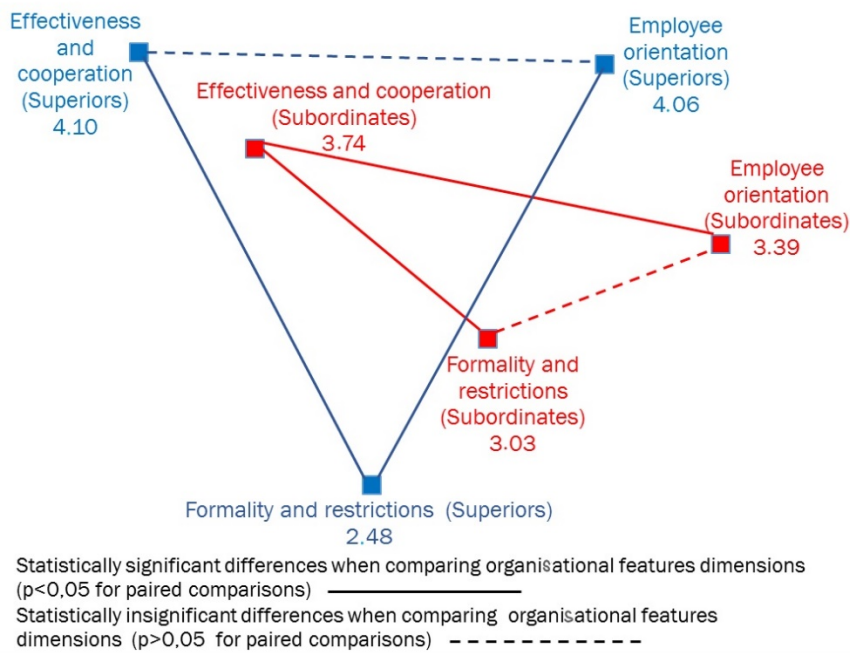 Effectiveness
and
cooperation
(Superiors)
4.10
Employee
orientation
(Superiors)
4.06
Effectiveness and cooperation
(Subordinates)
3.74
Employee
orientation
(Subordinates)
3.39
Formality and
restrictions
(Subordinates)
3.03
Formality and restrictions (Superiors)
2.48
Statistically significant differences when comparing organisational features dimensions
(p<0,05 for paired comparisons)
Statistically insignificant differences when comparing organisational features
dimensions (p>0,05 for paired comparisons)